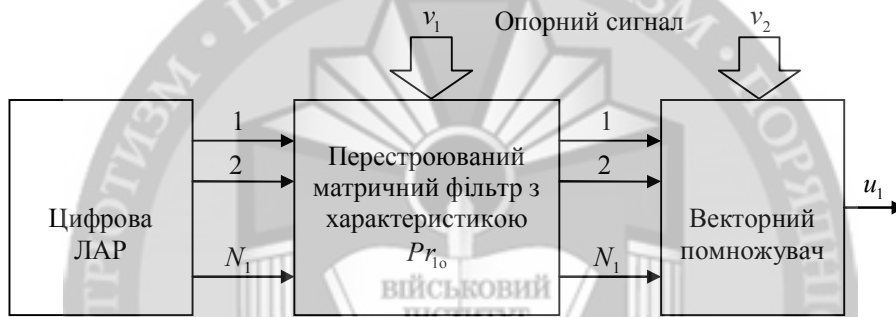 v₁ Опорний сигнал v₂
1
2
N₁
Цифрова
ЛАР
Перестроюваний
матричний фільтр з
характеристикою
Pr₁ₒ
1
2
N₁
Векторний
помножувач
u₁
ВІЙСЬКОВИЙ